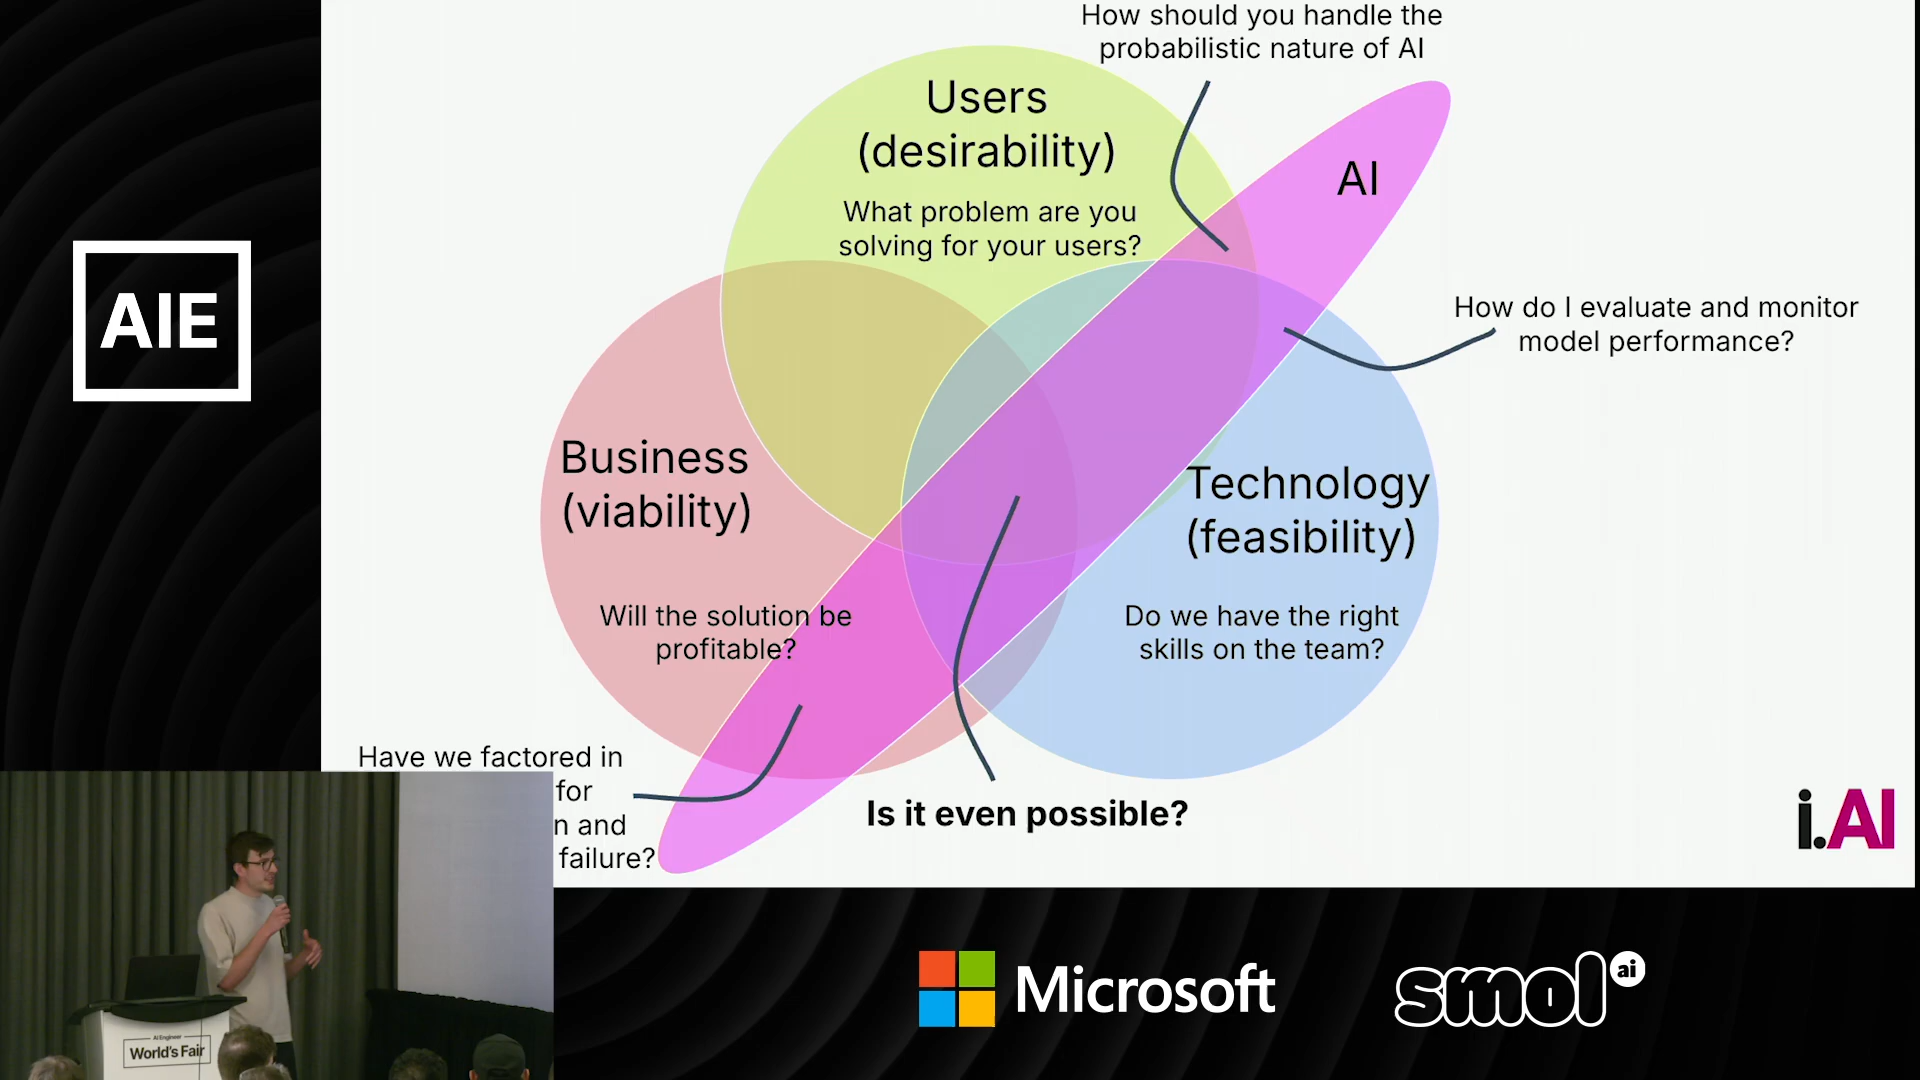 How should you handle the
probabilistic nature of AI
Users
(desirability)
What problem are you
solving for your users?
AI
AIE
How do I evaluate and monitor
model performance?
Business
(viability)
Technology
(feasibility)
Will the solution be
profitable?
Do we have the right
skills on the team?
Have we factored in
for
n and
failure?
Is it even possible?
i.AI
Microsoft
smol ai
AI Engineer
World's Fair